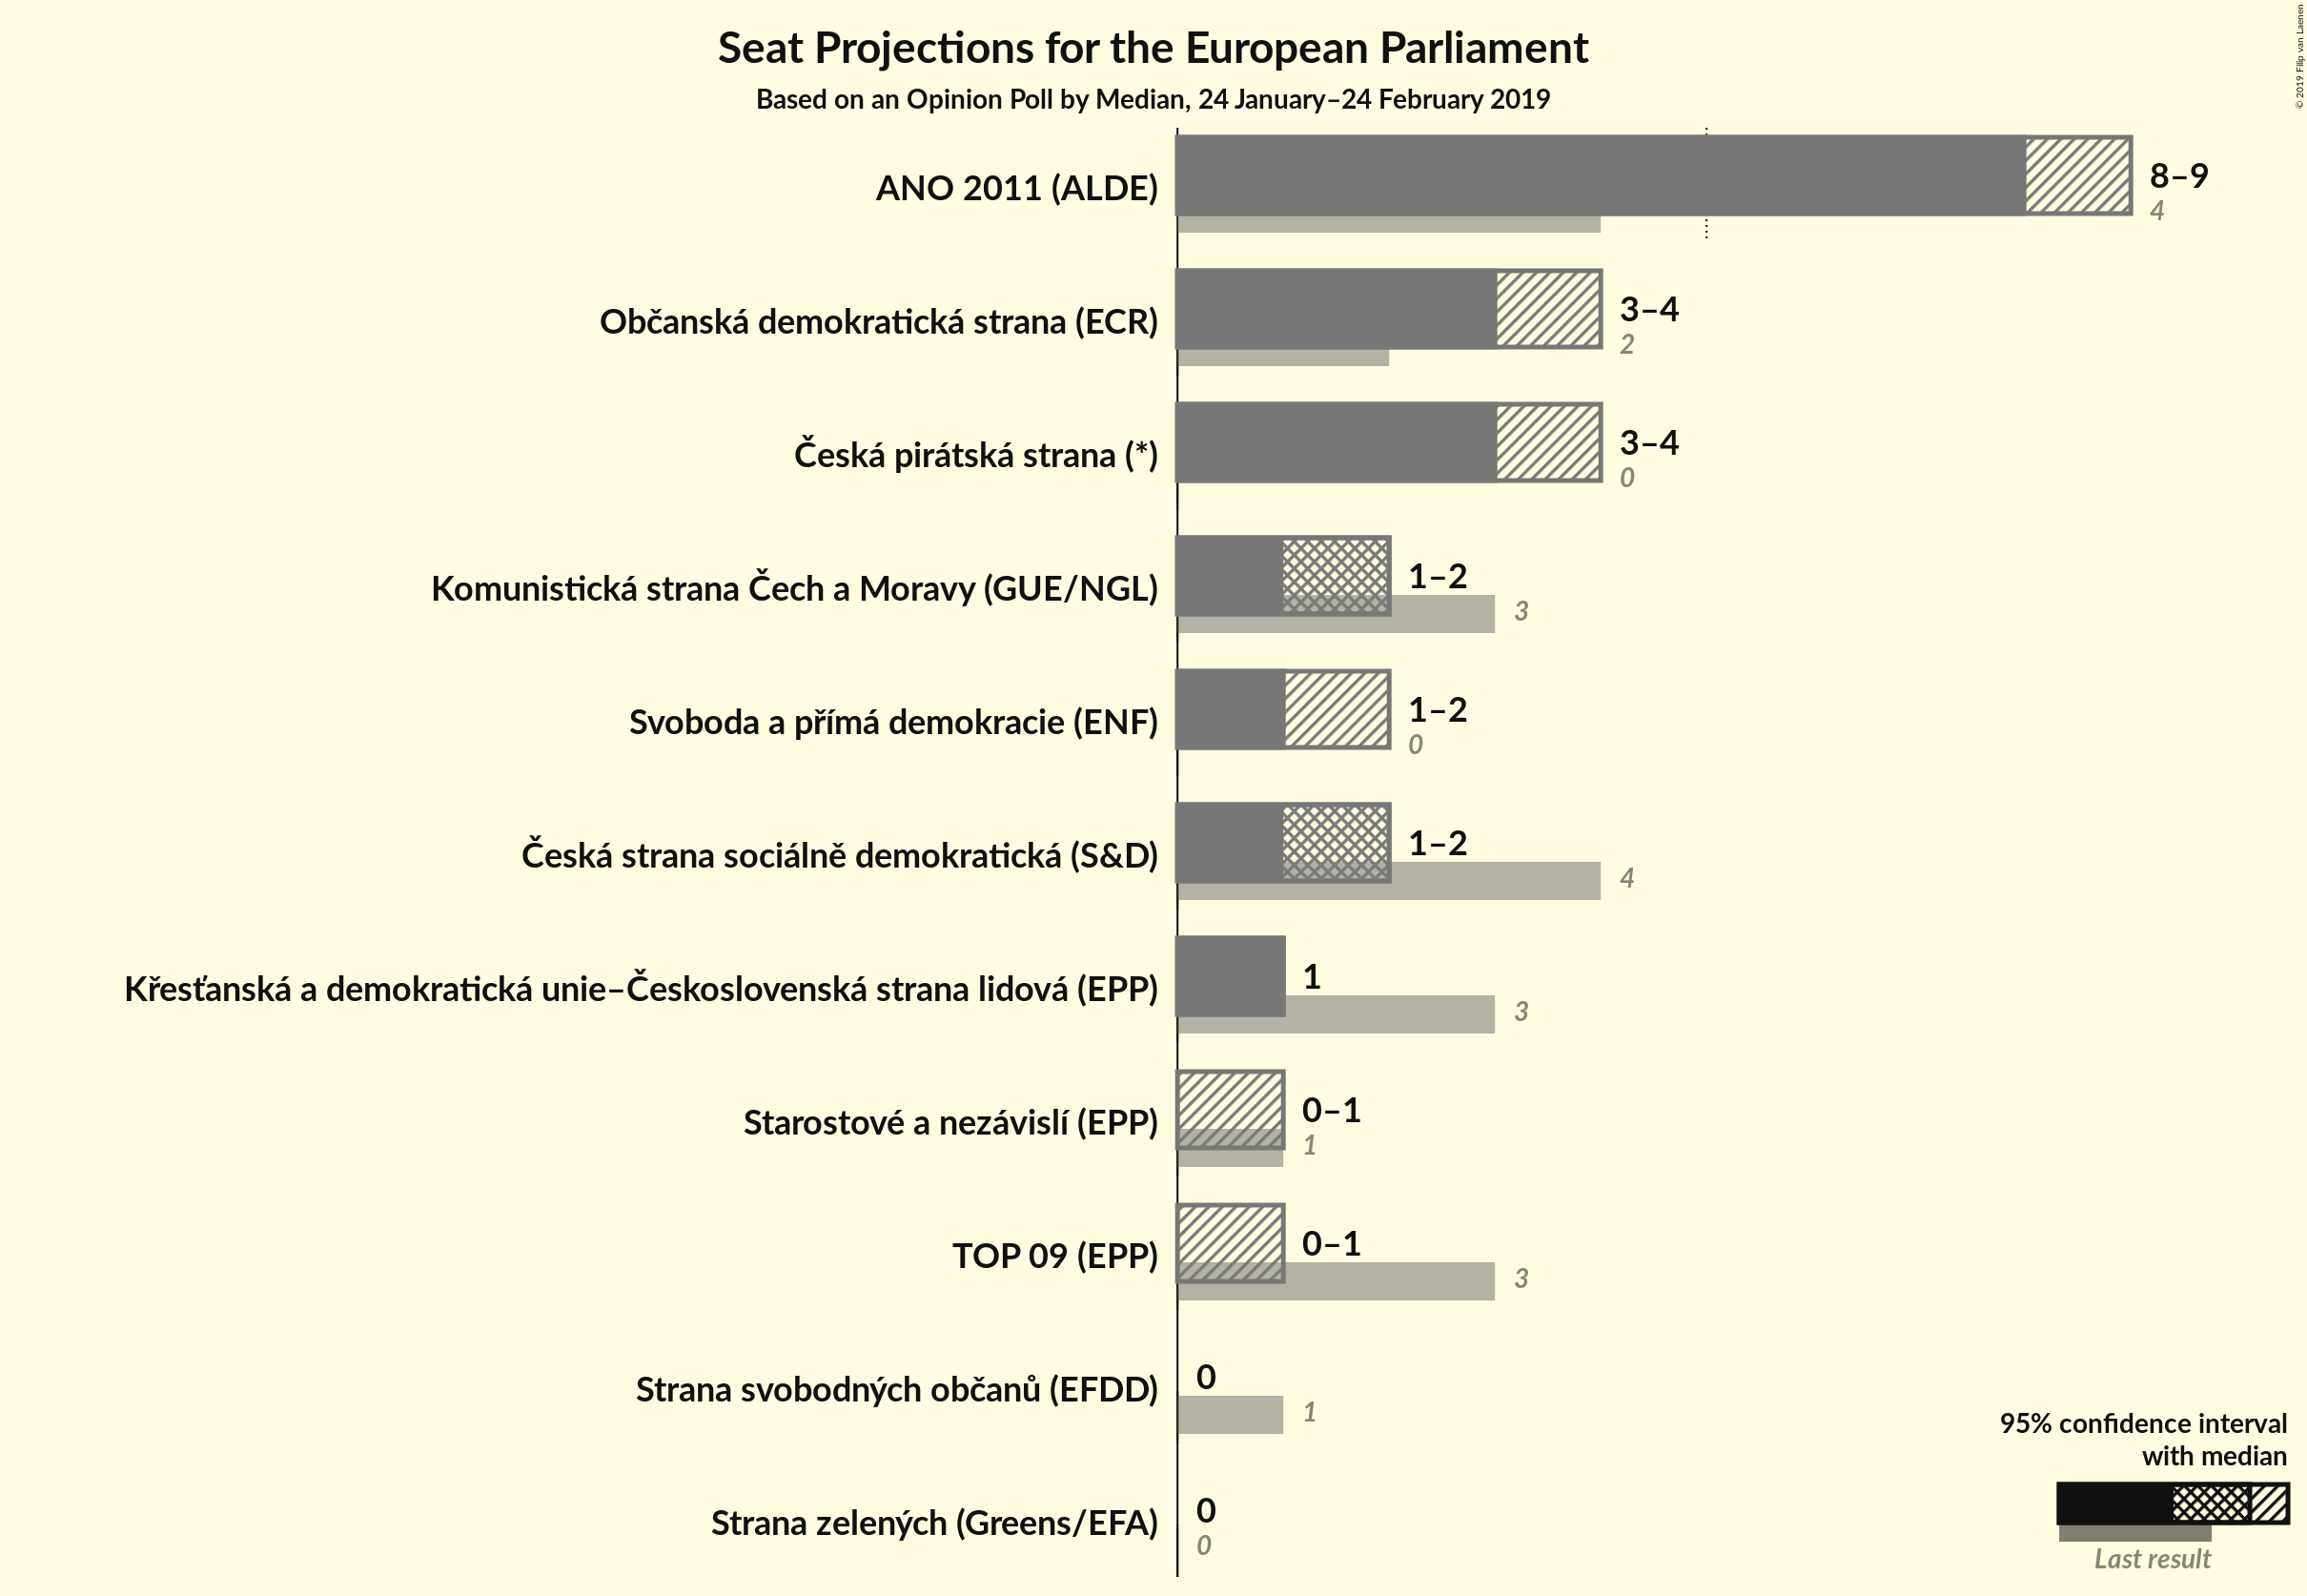 Seat Projections for the European Parliament
Based on an Opinion Poll by Median, 24 January–24 February 2019
© 2019 Filip van Laenen
ANO 2011 (ALDE)
8–9
4
Občanská demokratická strana (ECR)
3–4
2
Česká pirátská strana (*)
3–4
0
Komunistická strana Čech a Moravy (GUE/NGL)
1–2
3
Svoboda a přímá demokracie (ENF)
1–2
0
Česká strana sociálně demokratická (S&D)
1–2
4
Křesťanská a demokratická unie–Československá strana lidová (EPP)
1
3
Starostové a nezávislí (EPP)
0–1
1
TOP 09 (EPP)
0–1
3
Strana svobodných občanů (EFDD)
0
1
Strana zelených (Greens/EFA)
0
0
95% confidence interval
with median
Last result